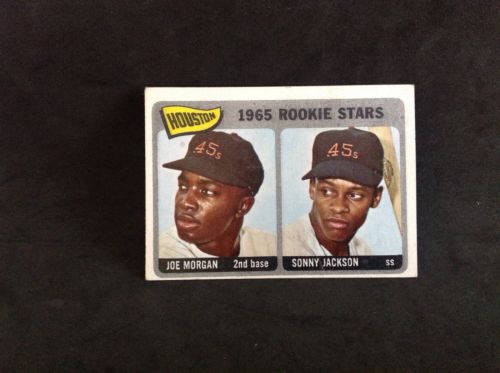 HOUSTON
1965 ROOKIE STARS
.45s
.45s
JOE MORGAN 2nd base
SONNY JACKSON ss